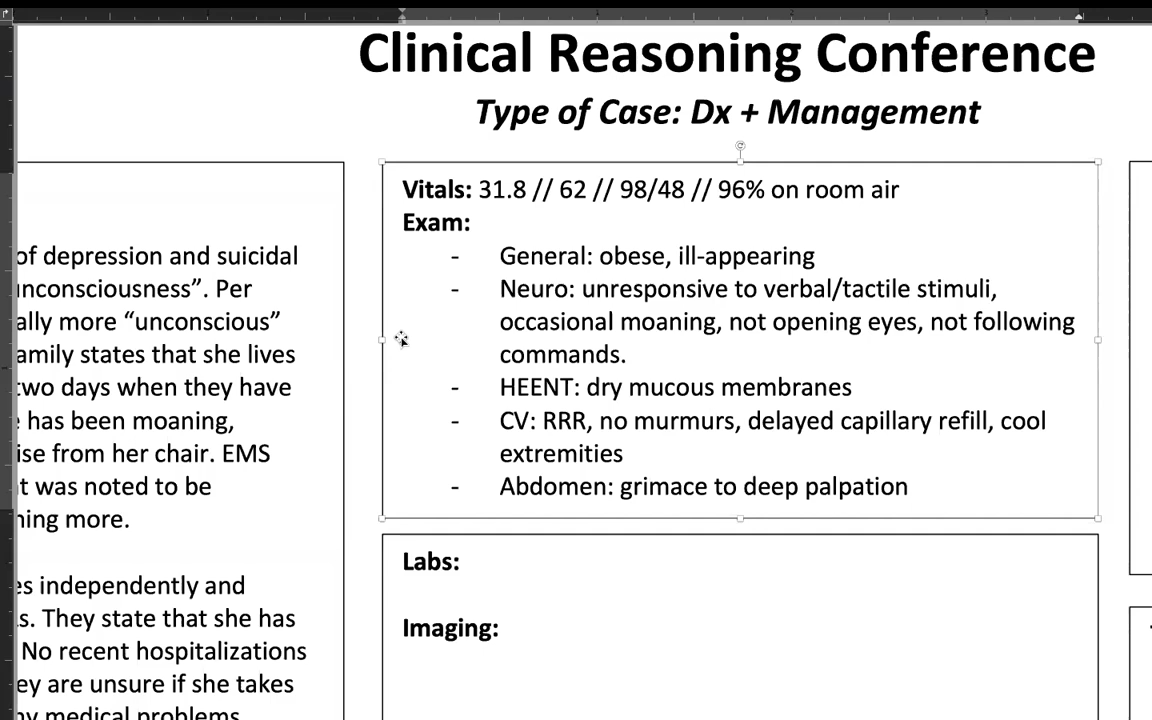 Clinical Reasoning Conference
Type of Case: Dx + Management
of depression and suicidal
unconsciousness”. Per
ally more “unconscious”
amily states that she lives
two days when they have
has been moaning,
ise from her chair. EMS
t was noted to be
ning more.
es independently and
s. They state that she has
No recent hospitalizations
ey are unsure if she takes
ny medical problems
Vitals: 31.8 // 62 // 98/48 // 96% on room air
Exam:
- General: obese, ill-appearing
- Neuro: unresponsive to verbal/tactile stimuli,
occasional moaning, not opening eyes, not following
commands.
- HEENT: dry mucous membranes
- CV: RRR, no murmurs, delayed capillary refill, cool
extremities
- Abdomen: grimace to deep palpation
Labs:
Imaging: